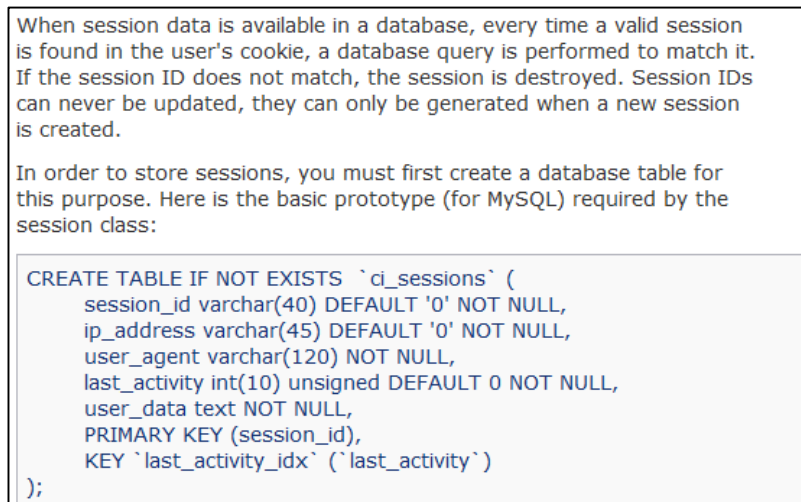 When session data is available in a database, every time a valid session
is found in the user's cookie, a database query is performed to match it.
If the session ID does not match, the session is destroyed. Session IDs
can never be updated, they can only be generated when a new session
is created.
In order to store sessions, you must first create a database table for
this purpose. Here is the basic prototype (for MySQL) required by the
session class:
CREATE TABLE IF NOT EXISTS  `ci_sessions` (
session_id varchar(40) DEFAULT '0' NOT NULL,
ip_address varchar(45) DEFAULT '0' NOT NULL,
user_agent varchar(120) NOT NULL,
last_activity int(10) unsigned DEFAULT 0 NOT NULL,
user_data text NOT NULL,
PRIMARY KEY (session_id),
KEY `last_activity_idx` (`last_activity`)
);